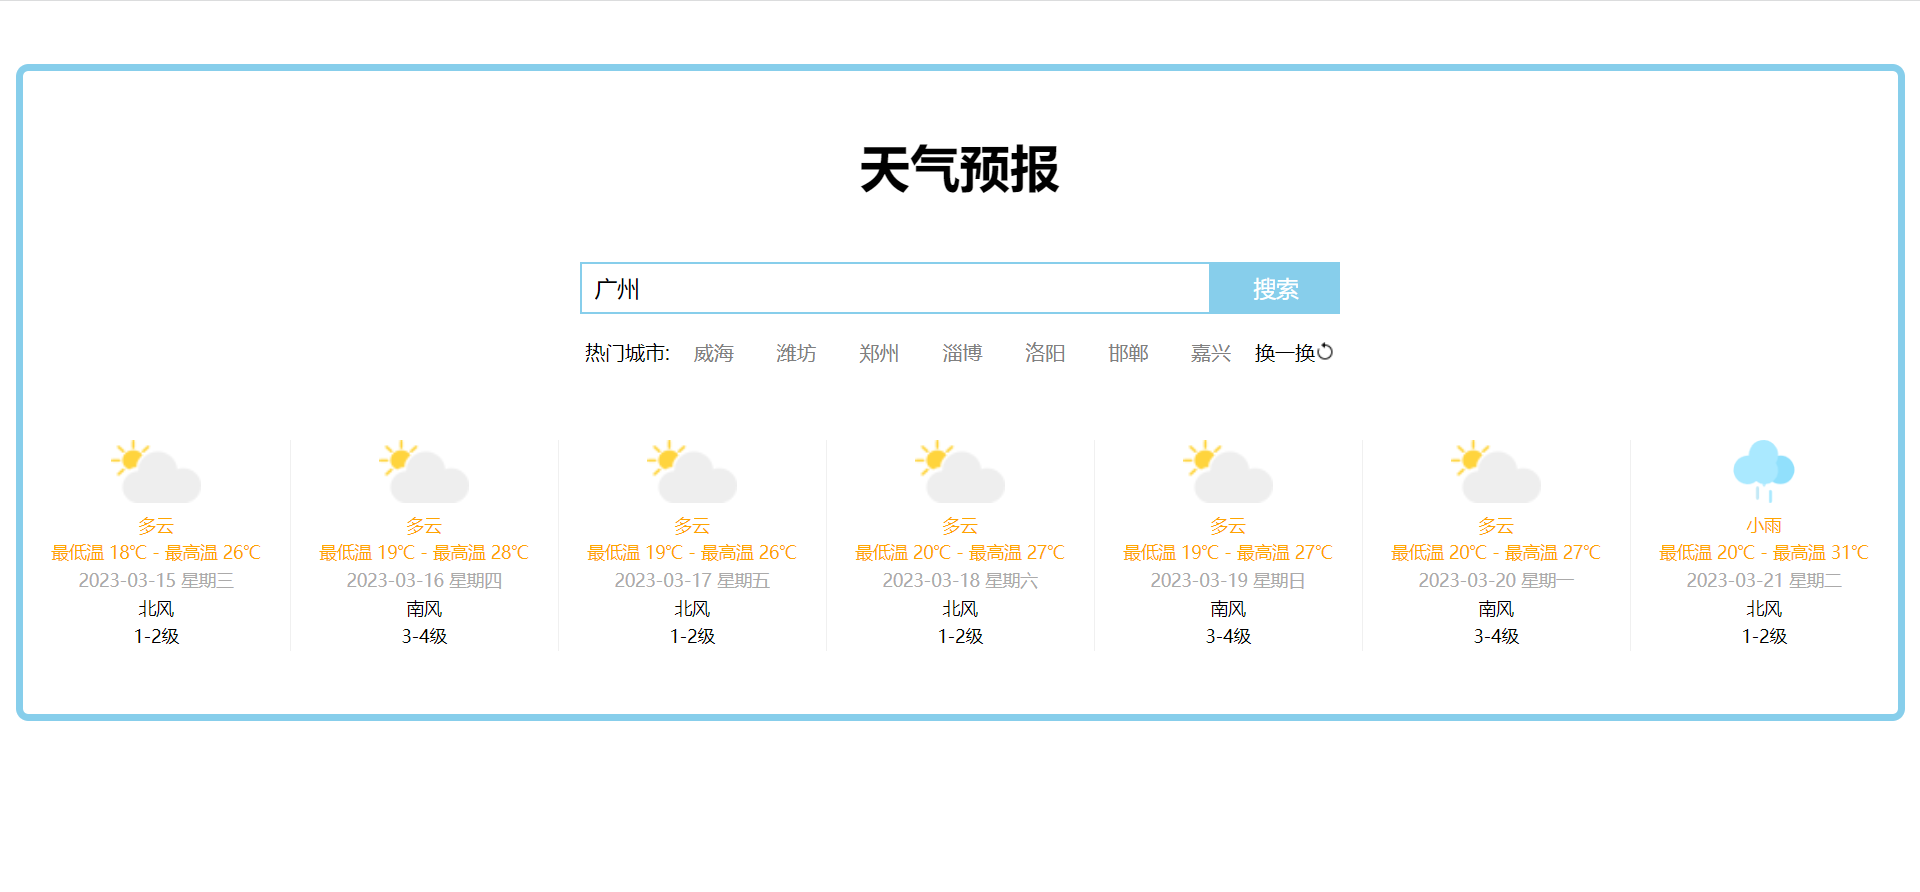 天气预报
广州
搜索
热门城市: 威海 潍坊 郑州 淄博 洛阳 邯郸 嘉兴 换一换
多云
最低温 18℃ - 最高温 26℃
2023-03-15 星期三
北风
1-2级
多云
最低温 19℃ - 最高温 28℃
2023-03-16 星期四
南风
3-4级
多云
最低温 19℃ - 最高温 26℃
2023-03-17 星期五
北风
1-2级
多云
最低温 20℃ - 最高温 27℃
2023-03-18 星期六
北风
1-2级
多云
最低温 19℃ - 最高温 27℃
2023-03-19 星期日
南风
3-4级
多云
最低温 20℃ - 最高温 27℃
2023-03-20 星期一
南风
3-4级
小雨
最低温 20℃ - 最高温 31℃
2023-03-21 星期二
北风
1-2级